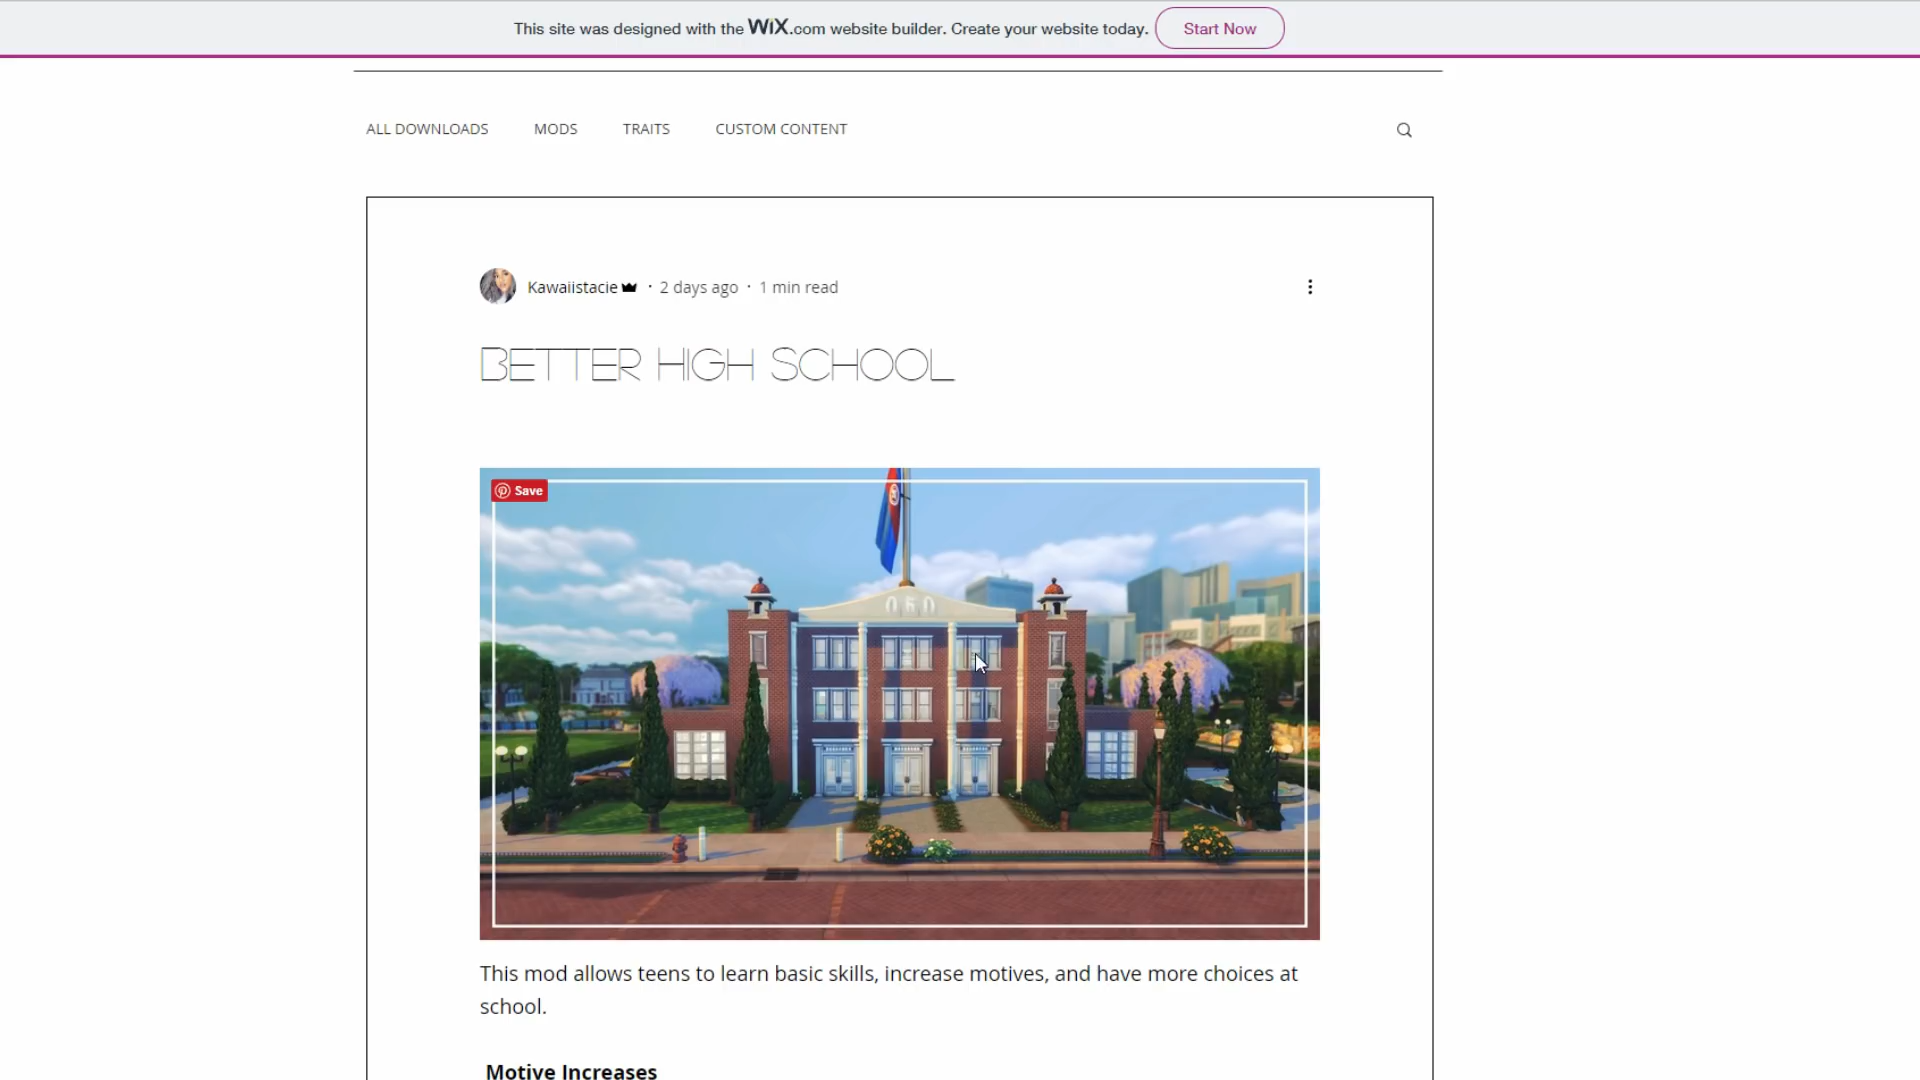 This site was designed with the WiX.com website builder. Create your website today. Start Now
ALL DOWNLOADS MODS TRAITS CUSTOM CONTENT
Kawaiistacie · 2 days ago · 1 min read
BETTER HIGH SCHOOL
Save
This mod allows teens to learn basic skills, increase motives, and have more choices at
school.
Motive Increases